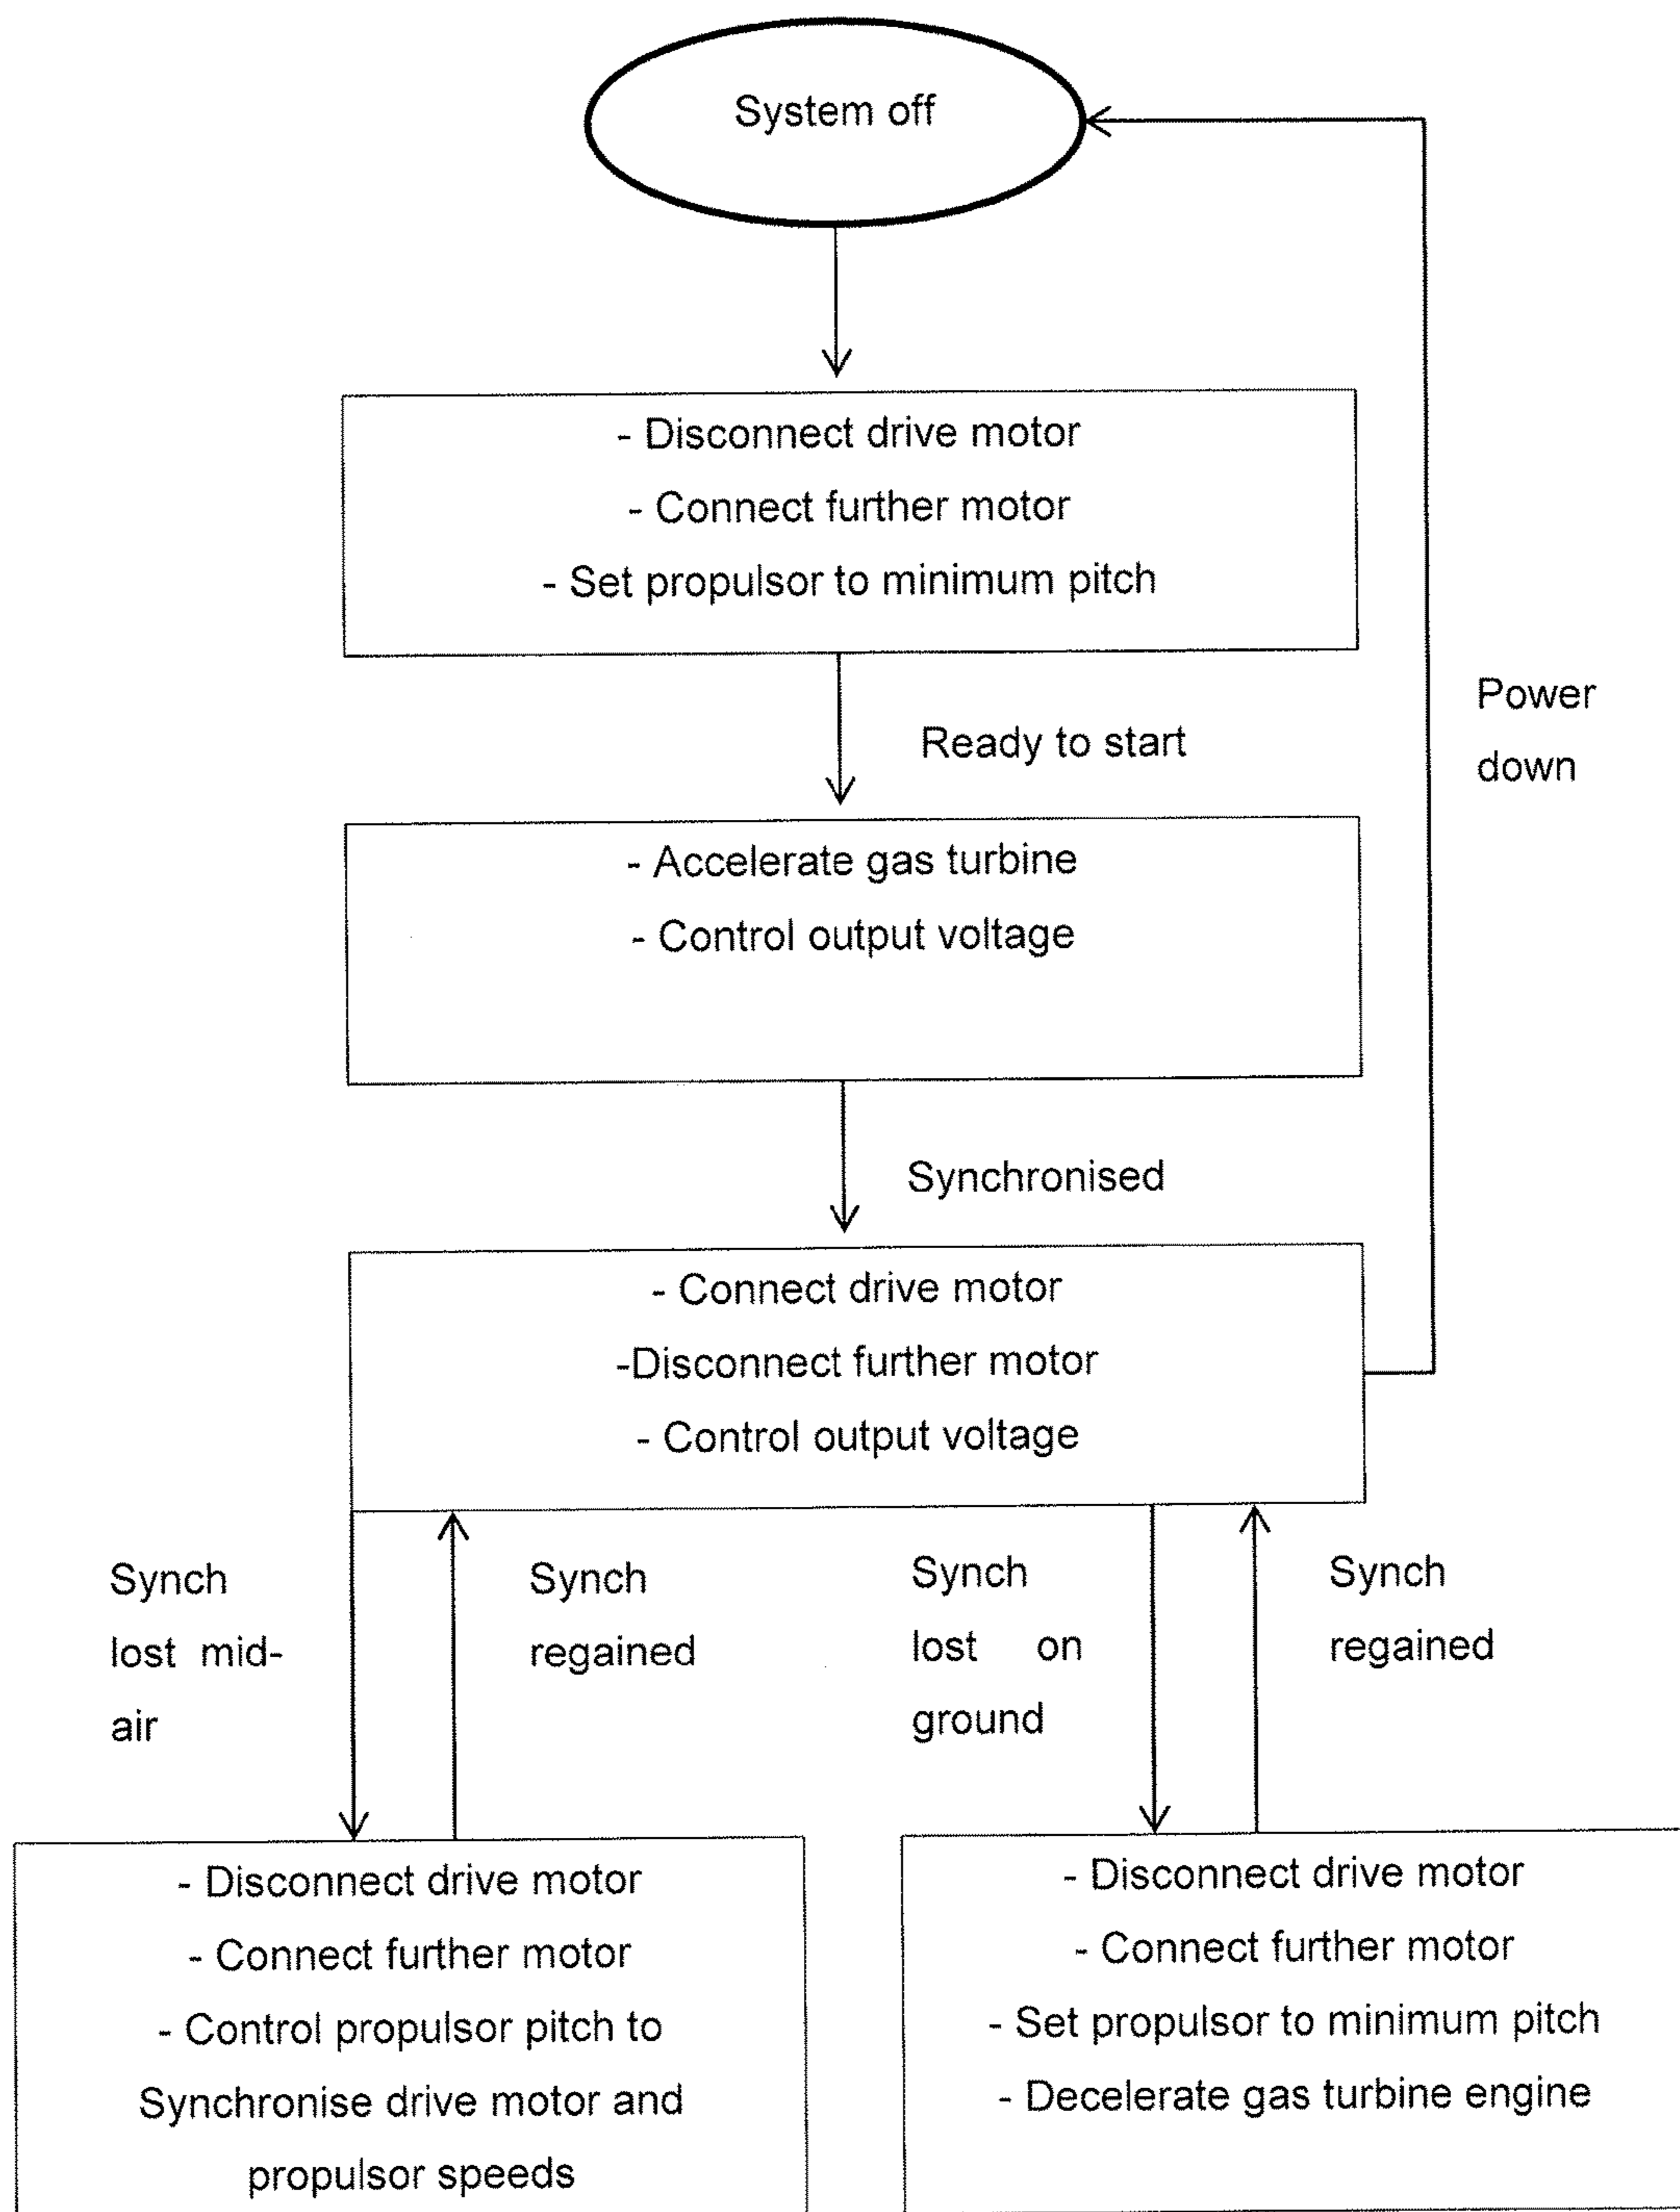 System off
- Disconnect drive motor
- Connect further motor
- Set propulsor to minimum pitch
Power
down
Ready to start
- Accelerate gas turbine
- Control output voltage
Synchronised
- Connect drive motor
-Disconnect further motor
- Control output voltage
Synch
lost mid-
air
Synch
regained
Synch
lost on
ground
Synch
regained
- Disconnect drive motor
- Connect further motor
- Control propulsor pitch to
Synchronise drive motor and
propulsor speeds
- Disconnect drive motor
- Connect further motor
- Set propulsor to minimum pitch
- Decelerate gas turbine engine